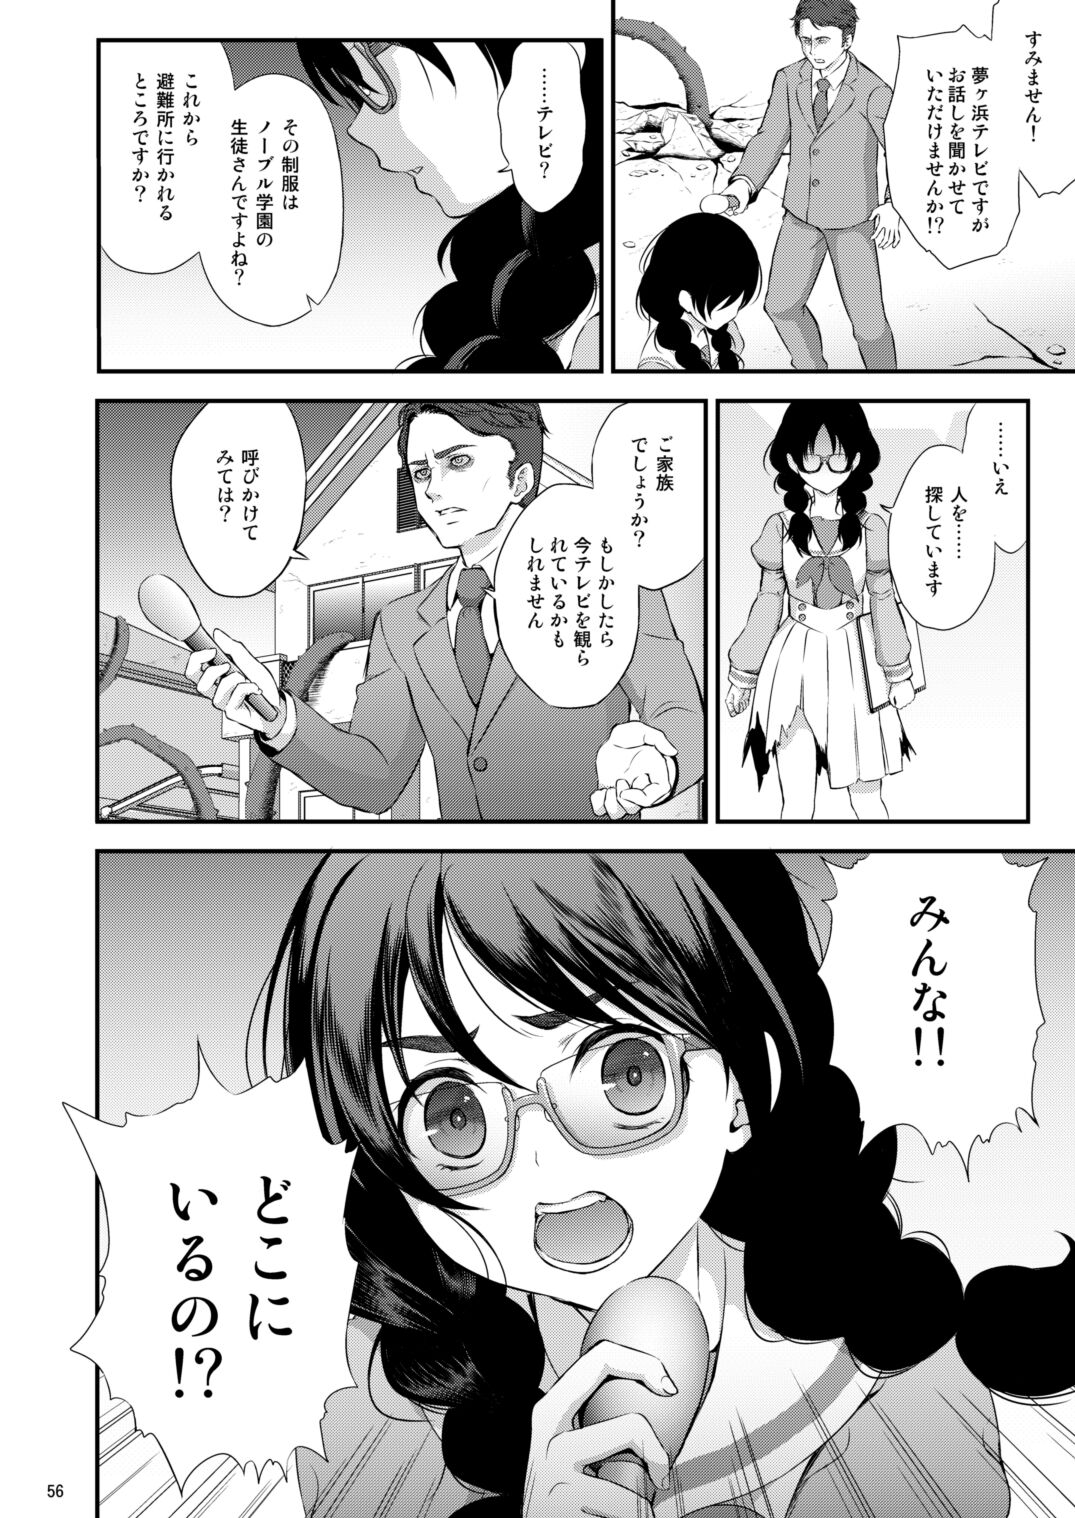 すみません!
夢ヶ浜テレビですが
お話しを聞かせて
いただけませんか!?
……テレビ?
その制服は
ノーブル学園の
生徒さんですよね?
これから
避難所に行かれる
ところですか?
……いえ
人を……
探しています
ご家族
でしょうか?
もしかしたら
今テレビを観ら
れているかも
しれません
呼びかけて
みては?
みんな!!
どこに
いるの!?
56